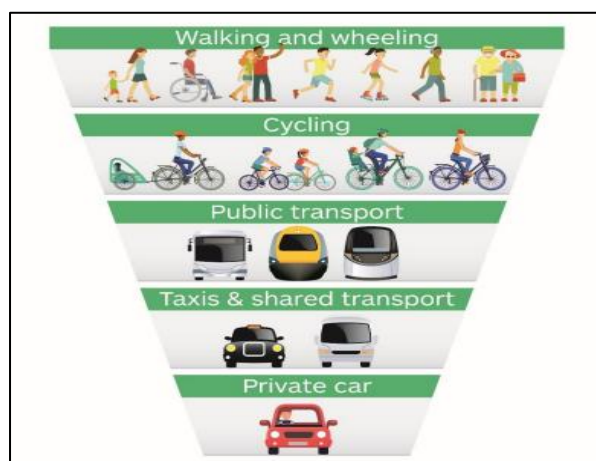 Walking and wheeling
Cycling
Public transport
Taxis & shared transport
Private car